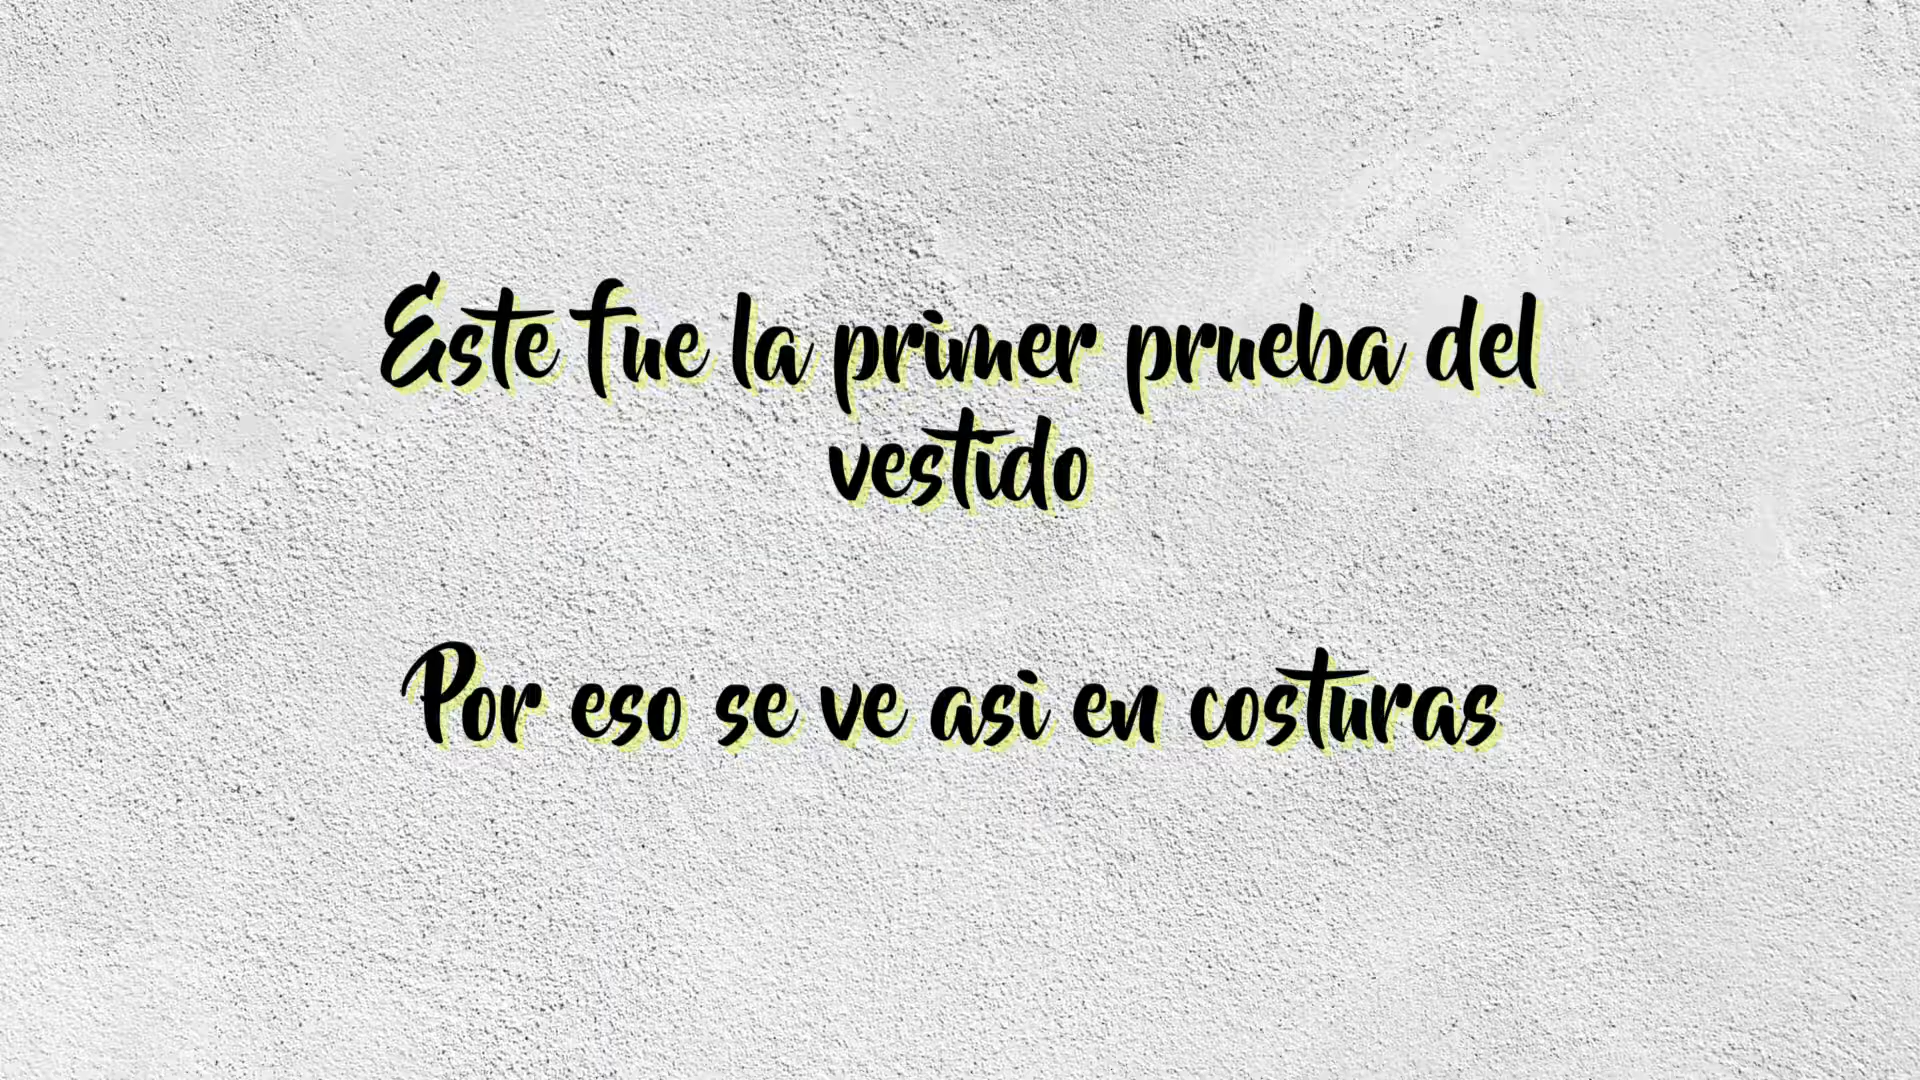 Este fue la primer prueba del
vestido
Por eso se ve asi en costuras